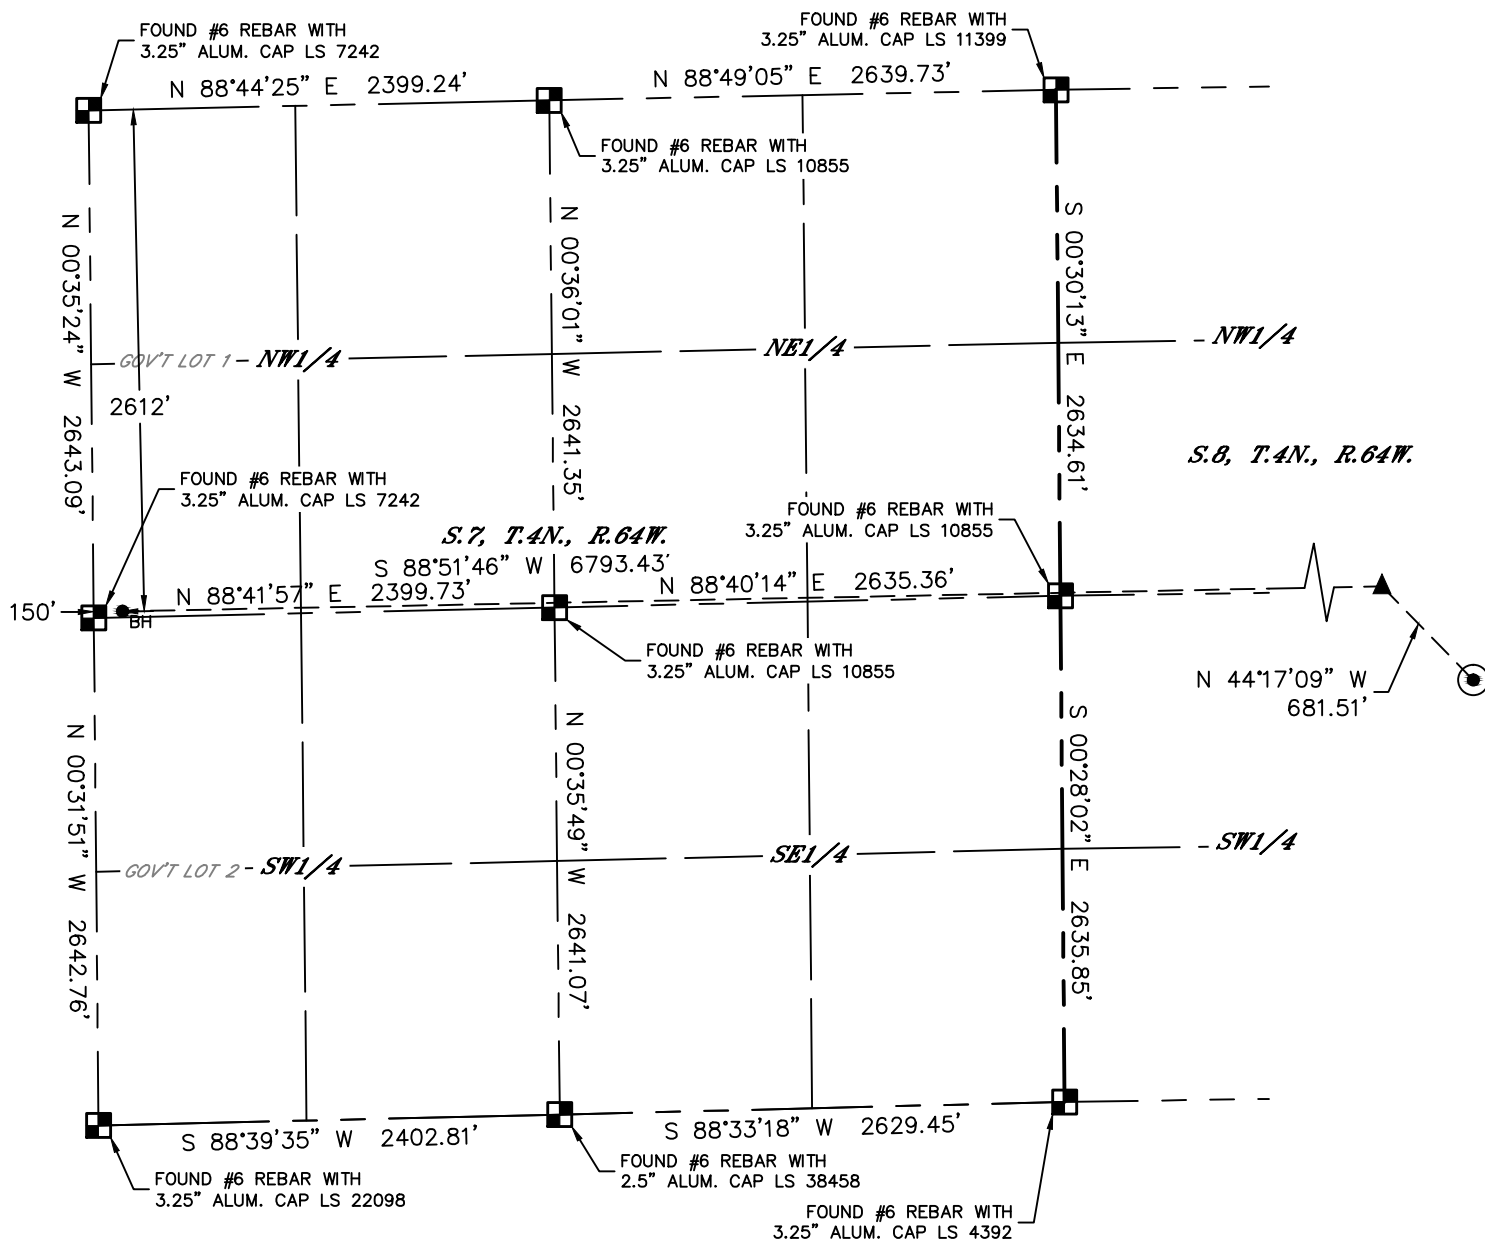 FOUND #6 REBAR WITH
3.25" ALUM. CAP LS 7242
FOUND #6 REBAR WITH
3.25" ALUM. CAP LS 11399
N 88°44'25" E 2399.24'
N 88°49'05" E 2639.73'
FOUND #6 REBAR WITH
3.25" ALUM. CAP LS 10855
N 00°35'24" W 2643.09'
N 00°36'01" W 2641.35'
S 00°30'13" E 2634.61'
GOV'T LOT 1
NW1/4
NE1/4
NW1/4
2612'
S.8, T.4N., R.64W.
FOUND #6 REBAR WITH
3.25" ALUM. CAP LS 7242
FOUND #6 REBAR WITH
3.25" ALUM. CAP LS 10855
S.7, T.4N., R.64W.
S 88°51'46" W 6793.43'
N 88°41'57" E 2399.73'
N 88°40'14" E 2635.36'
150'
BH
FOUND #6 REBAR WITH
3.25" ALUM. CAP LS 10855
N 44°17'09" W
681.51'
N 00°31'51" W 2642.76'
N 00°35'49" W 2641.07'
S 00°28'02" E 2635.85'
GOV'T LOT 2
SW1/4
SE1/4
SW1/4
S 88°39'35" W 2402.81'
S 88°33'18" W 2629.45'
FOUND #6 REBAR WITH
3.25" ALUM. CAP LS 22098
FOUND #6 REBAR WITH
2.5" ALUM. CAP LS 38458
FOUND #6 REBAR WITH
3.25" ALUM. CAP LS 4392